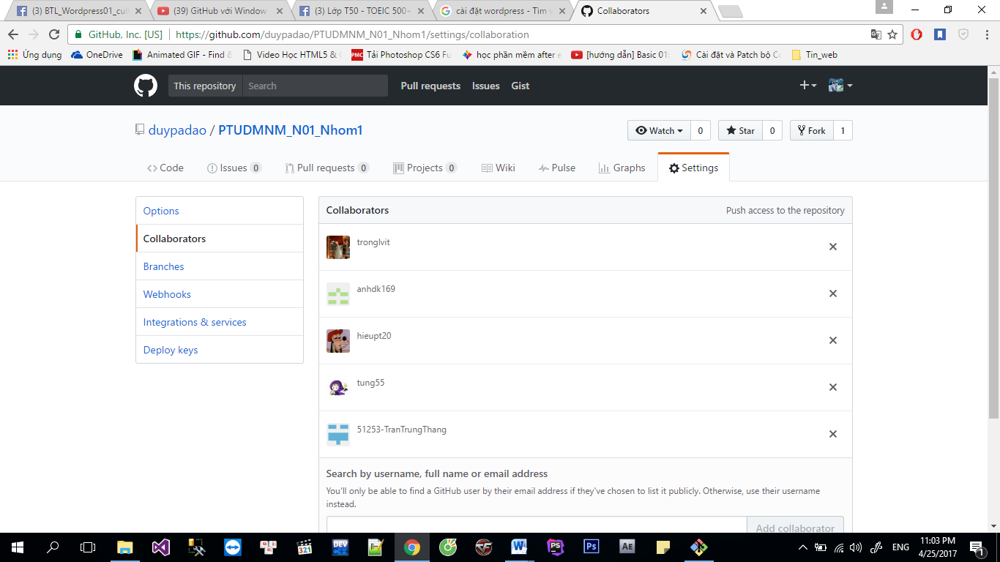 (3) BTL_Wordpress01_cul
(39) GitHub với Window
(3) Lớp T50 - TOEIC 500+
cài đặt wordpress - Tìm v
Collaborators
GitHub, Inc. [US]
https://github.com/duypadao/PTUDMNM_N01_Nhom1/settings/collaboration
Ứng dụng
OneDrive
Animated GIF - Find &
Video Học HTML5 &
PMC
Tải Photoshop CS6 Fu
học phần mềm after e
[hướng dẫn] Basic 01:
Cài đặt và Patch bộ Co
Tin_web
This repository
Search
Pull requests
Issues
Gist
duypadao / PTUDMNM_N01_Nhom1
Watch 0
Star 0
Fork 1
Code
Issues 0
Pull requests 0
Projects 0
Wiki
Pulse
Graphs
Settings
Options
Collaborators
Branches
Webhooks
Integrations & services
Deploy keys
Collaborators
Push access to the repository
tronglvit
anhdk169
hieupt20
tung55
51253-TranTrungThang
Search by username, full name or email address
You'll only be able to find a GitHub user by their email address if they've chosen to list it publicly. Otherwise, use their username
instead.
Add collaborator
321
DEV
PS
Ps
Ae
ENG
11:03 PM
4/25/2017
1